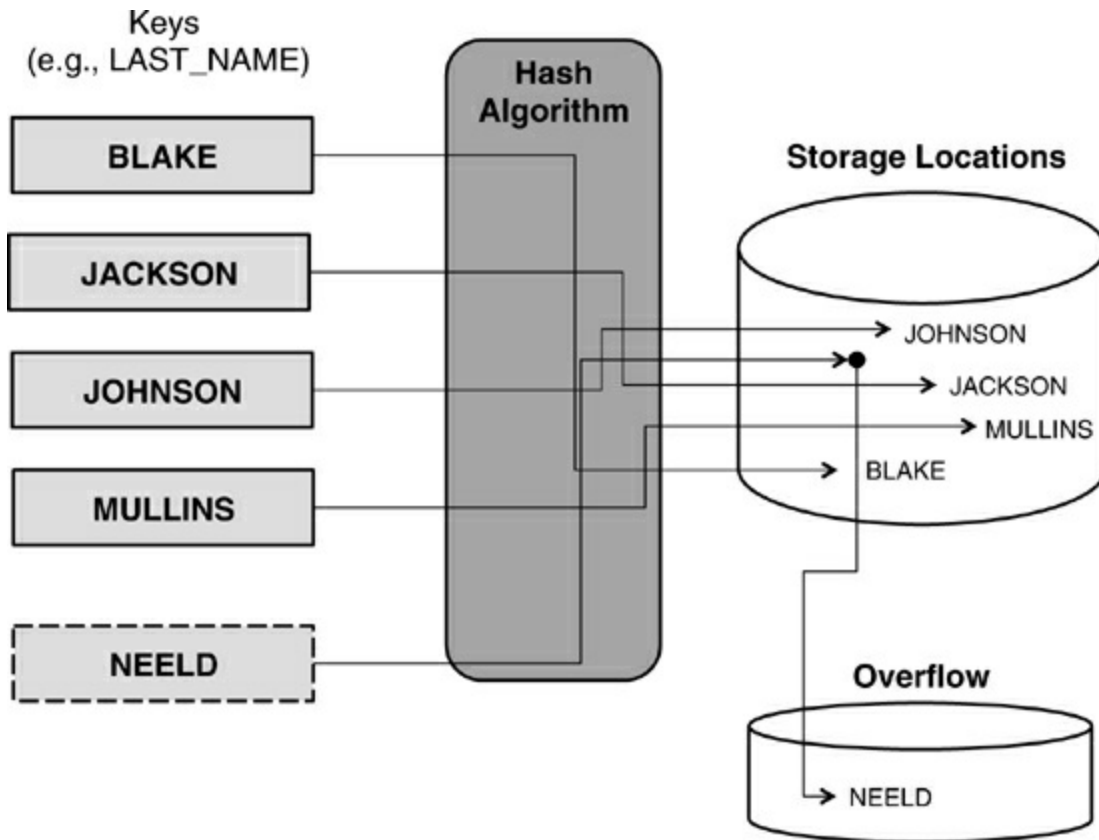 Keys
(e.g., LAST_NAME)
Hash
Algorithm
BLAKE
JACKSON
JOHNSON
MULLINS
NEELD
Storage Locations
JOHNSON
JACKSON
MULLINS
BLAKE
Overflow
NEELD